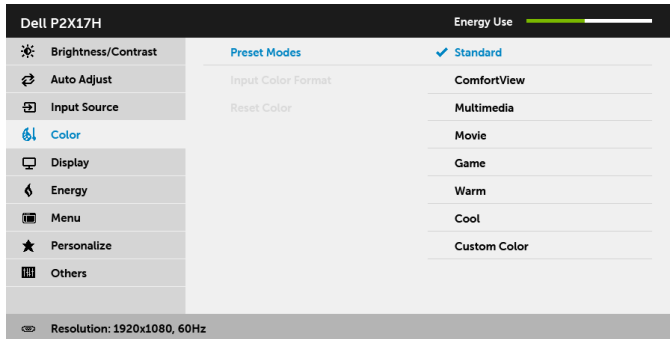 Dell P2X17H Energy Use
Brightness/Contrast Preset Modes Standard
Auto Adjust Input Color Format ComfortView
Input Source Reset Color Multimedia
Color Movie
Display Game
Energy Warm
Menu Cool
Personalize Custom Color
Others
Resolution: 1920x1080, 60Hz